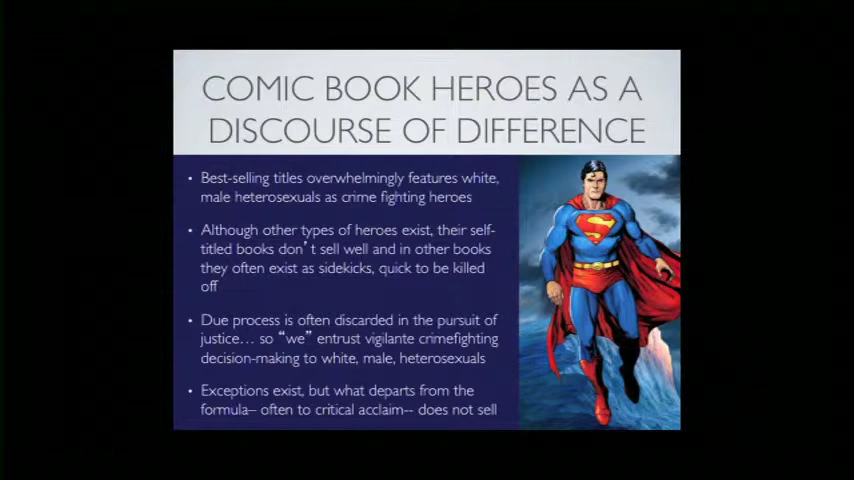 COMIC BOOK HEROES AS A
DISCOURSE OF DIFFERENCE
• Best-selling titles overwhelmingly features white,
male heterosexuals as crime fighting heroes
• Although other types of heroes exist, their self-
titled books don't sell well and in other books
they often exist as sidekicks, quick to be killed
off
• Due process is often discarded in the pursuit of
justice... so "we" entrust vigilante crimefighting
decision-making to white, male, heterosexuals
• Exceptions exist, but what departs from the
formula– often to critical acclaim-- does not sell
S